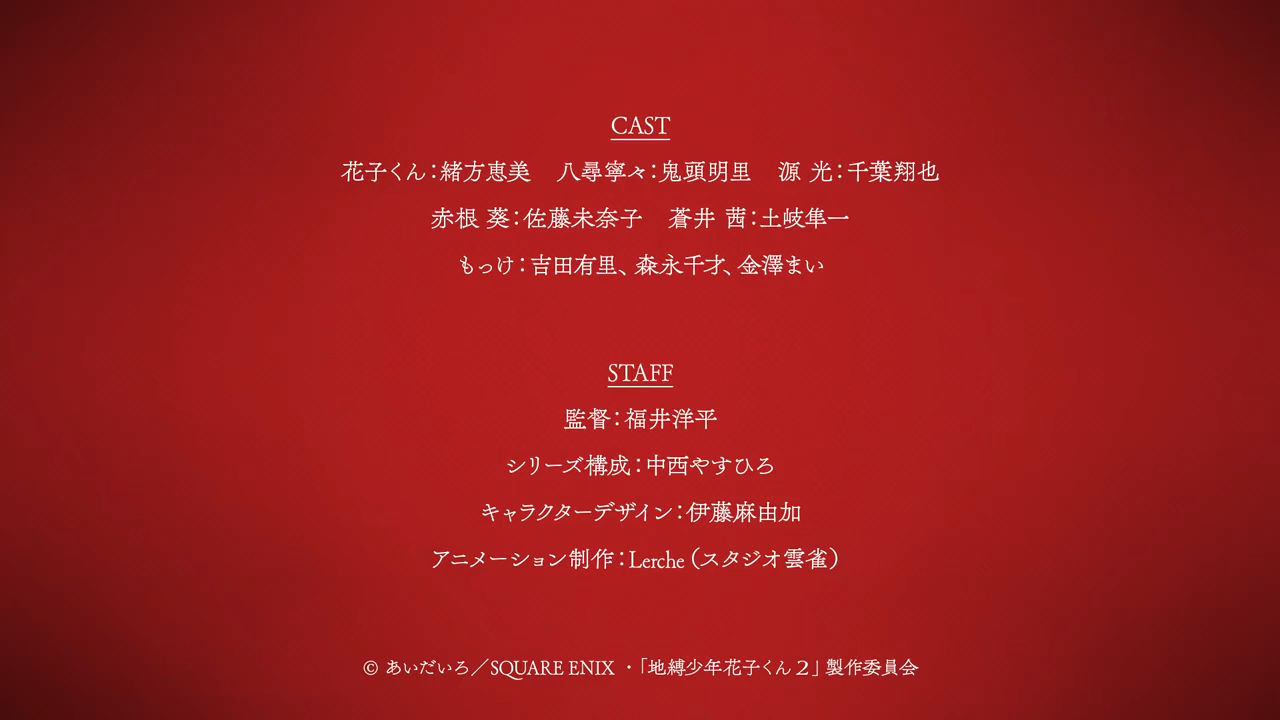 CAST
花子くん：緒方恵美　八尋寧々：鬼頭明里　源 光：千葉翔也
赤根 葵：佐藤未奈子　蒼井 茜：土岐隼一
もっけ：吉田有里、森永千才、金澤まい
STAFF
監督：福井洋平
シリーズ構成：中西やすひろ
キャラクターデザイン：伊藤麻由加
アニメーション制作：Lerche（スタジオ雲雀）
© あいだいろ／SQUARE ENIX ・「地縛少年花子くん２」製作委員会